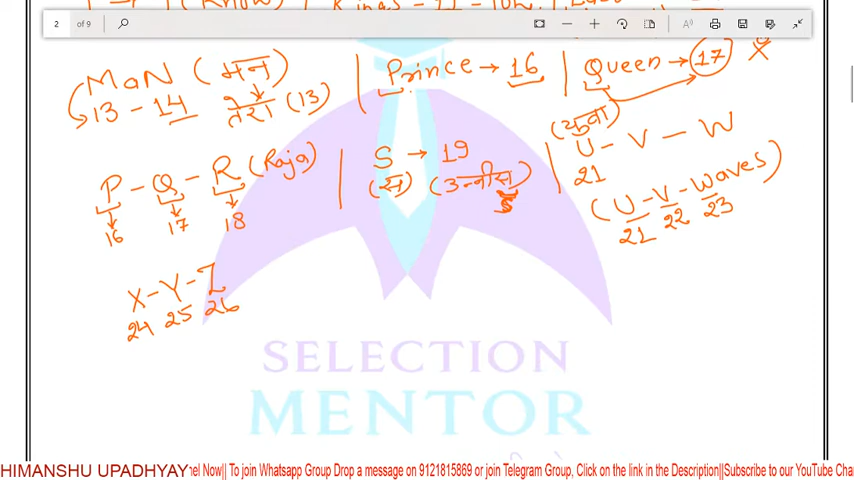 2 of 9
MaN (मन) | Prince → 16 | Queen → 17
13 - 14 तेरा (13)
(युवा)
P - Q - R (Raja) | S → 19 | U - V - W
16 17 18 (स) (उन्नीस) 21
S (U - V - Waves)
21 22 23
X - Y - Z
24 25 26
SELECTION
MENTOR
HIMANSHU UPADHYAY nel Now|| To join Whatsapp Group Drop a message on 9121815869 or join Telegram Group, Click on the link in the Description||Subscribe to our YouTube Cha